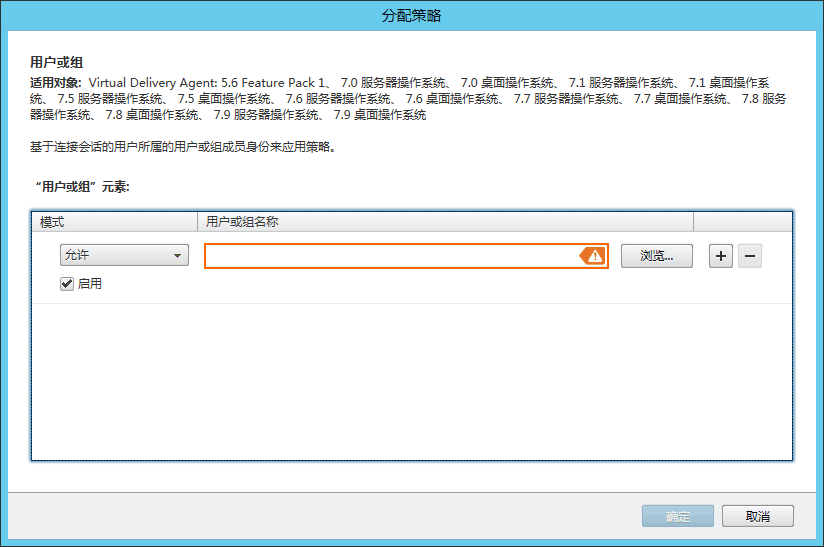 分配策略
用户或组
适用对象: Virtual Delivery Agent: 5.6 Feature Pack 1、 7.0 服务器操作系统、 7.0 桌面操作系统、 7.1 服务器操作系统、 7.1 桌面操作系
统、 7.5 服务器操作系统、 7.5 桌面操作系统、 7.6 服务器操作系统、 7.6 桌面操作系统、 7.7 服务器操作系统、 7.7 桌面操作系统、 7.8 服务
器操作系统、 7.8 桌面操作系统、 7.9 服务器操作系统、 7.9 桌面操作系统
基于连接会话的用户所属的用户或组成员身份来应用策略。
“用户或组”元素:
模式 用户或组名称
允许 浏览...
启用
确定 取消